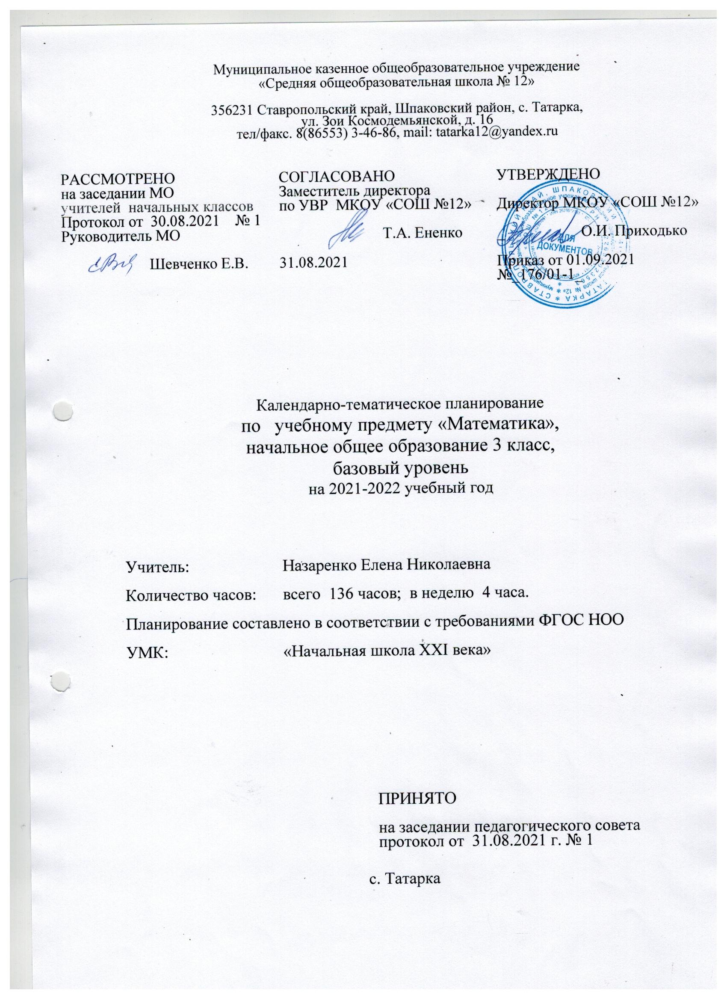 Муниципальное казенное общеобразовательное учреждение
«Средняя общеобразовательная школа № 12»
356231 Ставропольский край, Шпаковский район, с. Татарка,
ул. Зои Космодемьянской, д. 16
тел/факс. 8(86553) 3-46-86, mail: tatarka12@yandex.ru
РАССМОТРЕНО
на заседании МО
учителей начальных классов
Протокол от 30.08.2021 № 1
Руководитель МО
Шевченко Е.В.
СОГЛАСОВАНО
Заместитель директора
по УВР МКОУ «СОШ №12»
Т.А. Ененко
31.08.2021
УТВЕРЖДЕНО
Директор МКОУ «СОШ №12»
О.И. Приходько
ДЛЯ
ДОКУМЕНТОВ
Приказ от 01.09.2021
№_176/01-1_
Календарно-тематическое планирование
по учебному предмету «Математика»,
начальное общее образование 3 класс,
базовый уровень
на 2021-2022 учебный год
Учитель: Назаренко Елена Николаевна
Количество часов: всего 136 часов; в неделю 4 часа.
Планирование составлено в соответствии с требованиями ФГОС НОО
УМК: «Начальная школа XXI века»
ПРИНЯТО
на заседании педагогического совета
протокол от 31.08.2021 г. № 1
с. Татарка